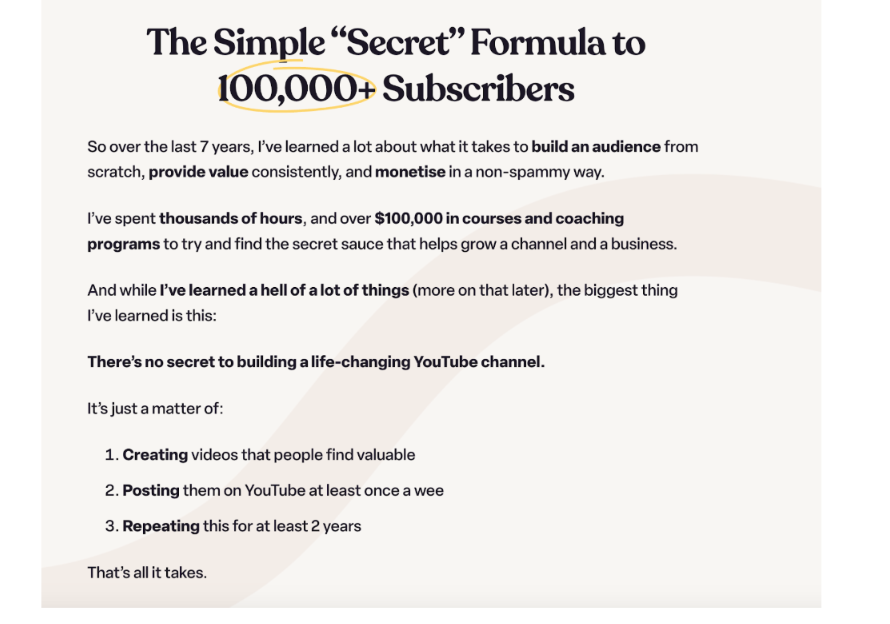 The Simple “Secret” Formula to
100,000+ Subscribers
So over the last 7 years, I’ve learned a lot about what it takes to build an audience from
scratch, provide value consistently, and monetise in a non-spammy way.
I’ve spent thousands of hours, and over $100,000 in courses and coaching
programs to try and find the secret sauce that helps grow a channel and a business.
And while I’ve learned a hell of a lot of things (more on that later), the biggest thing
I’ve learned is this:
There’s no secret to building a life-changing YouTube channel.
It’s just a matter of:
1. Creating videos that people find valuable
2. Posting them on YouTube at least once a wee
3. Repeating this for at least 2 years
That’s all it takes.